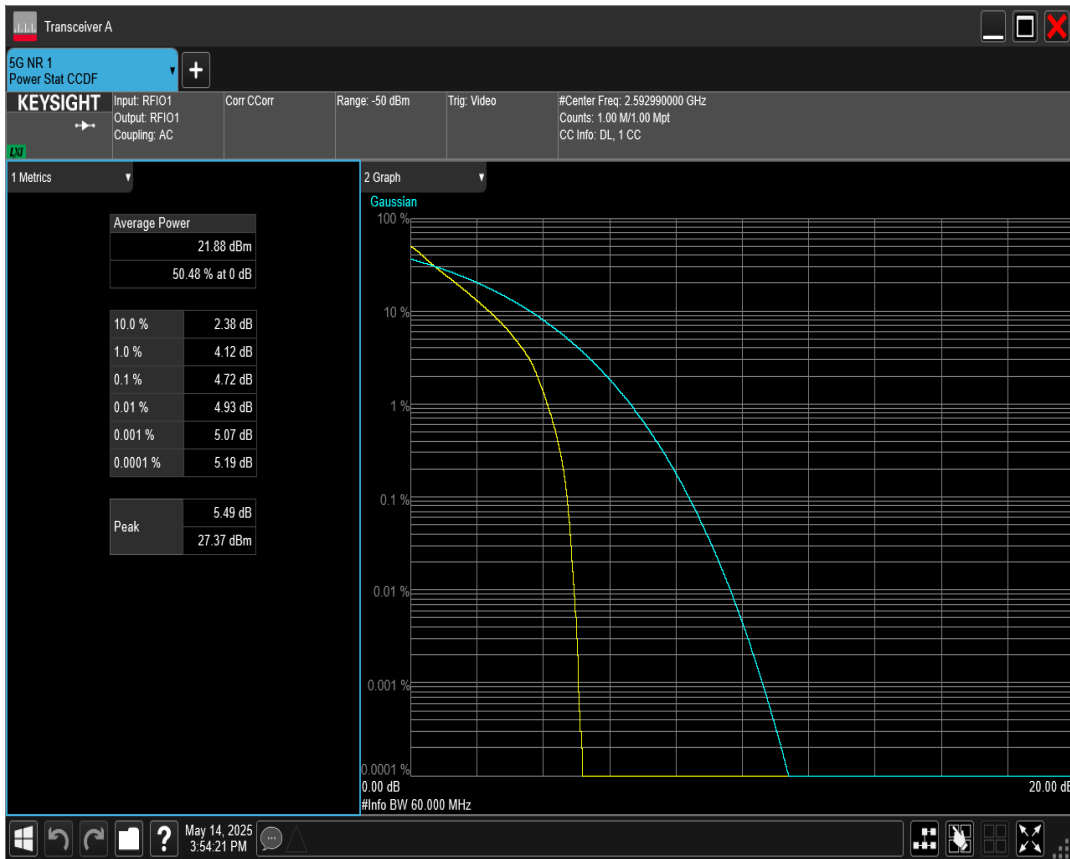 Transceiver A
5G NR 1
Power Stat CCDF
+
KEYSIGHT
LXI
Input: RFIO1
Output: RFIO1
Coupling: AC
Corr CCorr
Range: -50 dBm
Trig: Video
#Center Freq: 2.592990000 GHz
Counts: 1.00 M/1.00 Mpt
CC Info: DL, 1 CC
1 Metrics
Average Power
21.88 dBm
50.48 % at 0 dB
10.0 % 2.38 dB
1.0 % 4.12 dB
0.1 % 4.72 dB
0.01 % 4.93 dB
0.001 % 5.07 dB
0.0001 % 5.19 dB
Peak 5.49 dB
27.37 dBm
2 Graph
Gaussian
100 %
10 %
1 %
0.1 %
0.01 %
0.001 %
0.0001 %
0.00 dB 20.00 dB
#Info BW 60.000 MHz
?
May 14, 2025
3:54:21 PM